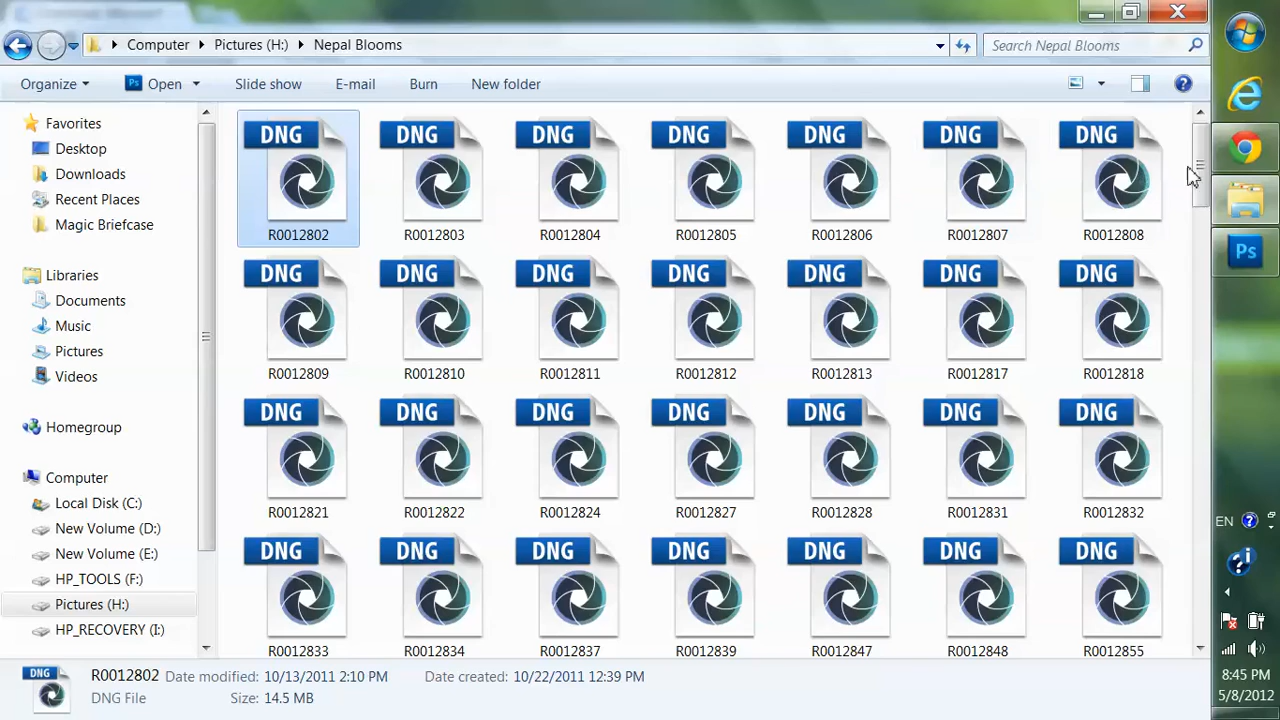 Computer Pictures (H:) Nepal Blooms
Search Nepal Blooms
Organize Ps Open Slide show E-mail Burn New folder
Favorites
Desktop
Downloads
Recent Places
Magic Briefcase
Libraries
Documents
Music
Pictures
Videos
Homegroup
Computer
Local Disk (C:)
New Volume (D:)
New Volume (E:)
HP_TOOLS (F:)
Pictures (H:)
HP_RECOVERY (I:)
DNG DNG DNG DNG DNG DNG DNG
R0012802 R0012803 R0012804 R0012805 R0012806 R0012807 R0012808
DNG DNG DNG DNG DNG DNG DNG
R0012809 R0012810 R0012811 R0012812 R0012813 R0012817 R0012818
DNG DNG DNG DNG DNG DNG DNG
R0012821 R0012822 R0012824 R0012827 R0012828 R0012831 R0012832
DNG DNG DNG DNG DNG DNG DNG
R0012833 R0012834 R0012837 R0012839 R0012847 R0012848 R0012855
DNG
R0012802 Date modified: 10/13/2011 2:10 PM Date created: 10/22/2011 12:39 PM
DNG File Size: 14.5 MB
Ps
EN
8:45 PM
5/8/2012